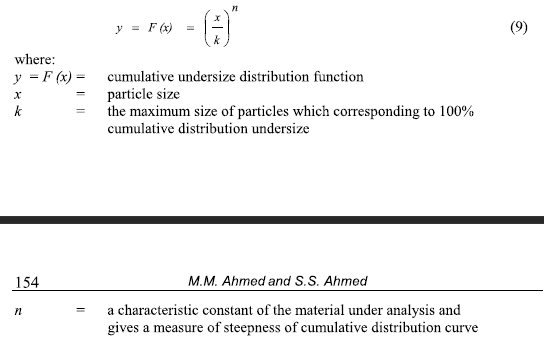 y = F (x) = (x/k)^n (9)
where:
y = F (x) = cumulative undersize distribution function
x = particle size
k = the maximum size of particles which corresponding to 100%
cumulative distribution undersize
154 M.M. Ahmed and S.S. Ahmed
n = a characteristic constant of the material under analysis and
gives a measure of steepness of cumulative distribution curve